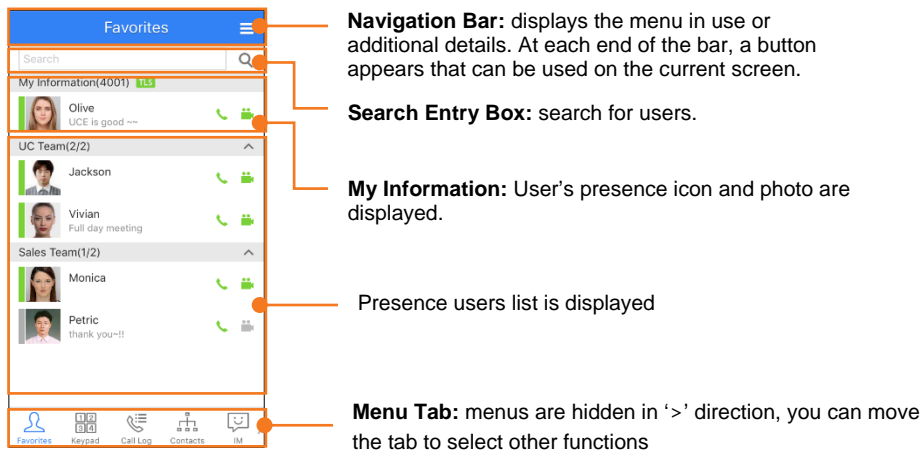 Favorites
Search
My Information(4001) TLS
Olive
UCE is good ~~
UC Team(2/2)
Jackson
Vivian
Full day meeting
Sales Team(1/2)
Monica
Petric
thank you~!!
1 2
3 4
Favorites Keypad Call Log Contacts IM
Navigation Bar: displays the menu in use or
additional details. At each end of the bar, a button
appears that can be used on the current screen.
Search Entry Box: search for users.
My Information: User's presence icon and photo are
displayed.
Presence users list is displayed
Menu Tab: menus are hidden in ‘>’ direction, you can move
the tab to select other functions